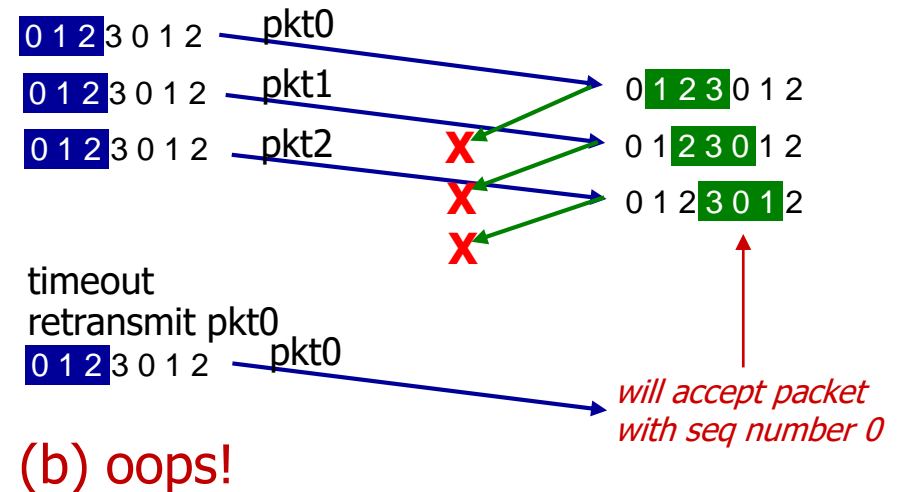 0 1 2 3 0 1 2 pkt0
0 1 2 3 0 1 2
0 1 2 3 0 1 2 pkt1
X 0 1 2 3 0 1 2
0 1 2 3 0 1 2 pkt2
X 0 1 2 3 0 1 2
X
timeout
retransmit pkt0
0 1 2 3 0 1 2 pkt0
will accept packet
with seq number 0
(b) oops!